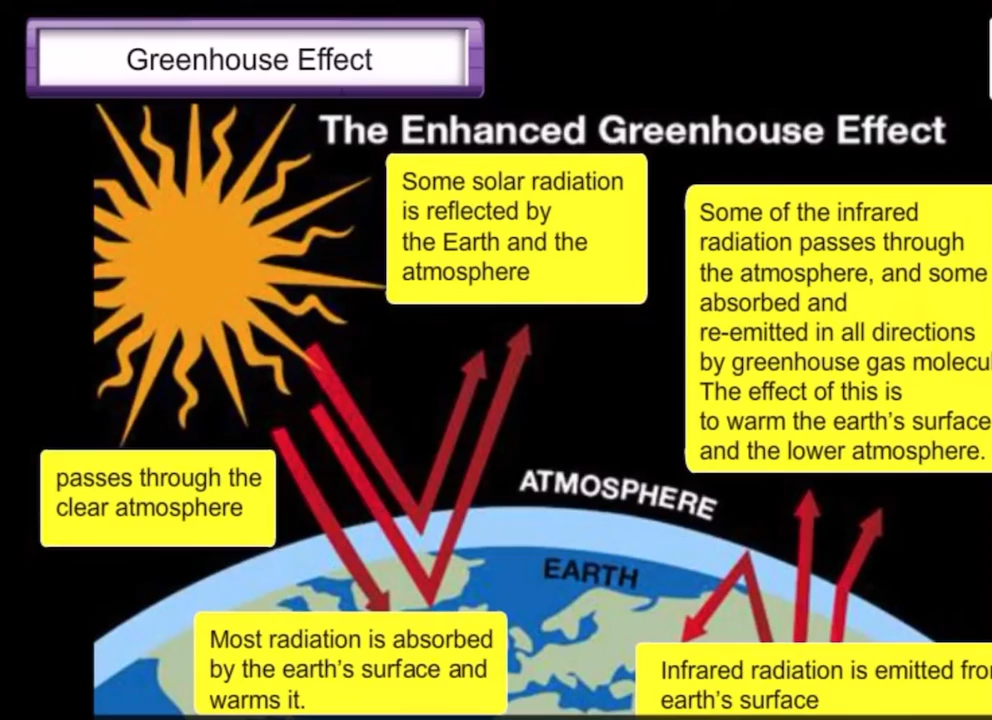 Greenhouse Effect
The Enhanced Greenhouse Effect
Some solar radiation
is reflected by
the Earth and the
atmosphere
Some of the infrared
radiation passes through
the atmosphere, and some
absorbed and
re-emitted in all directions
by greenhouse gas
The effect of this is
to warm the earth's surface
and the lower atmosphere.
passes through the
clear atmosphere
ATMOSPHERE
EARTH
Most radiation is absorbed
by the earth's surface and
warms it.
Infrared radiation is emitted
earth's surface